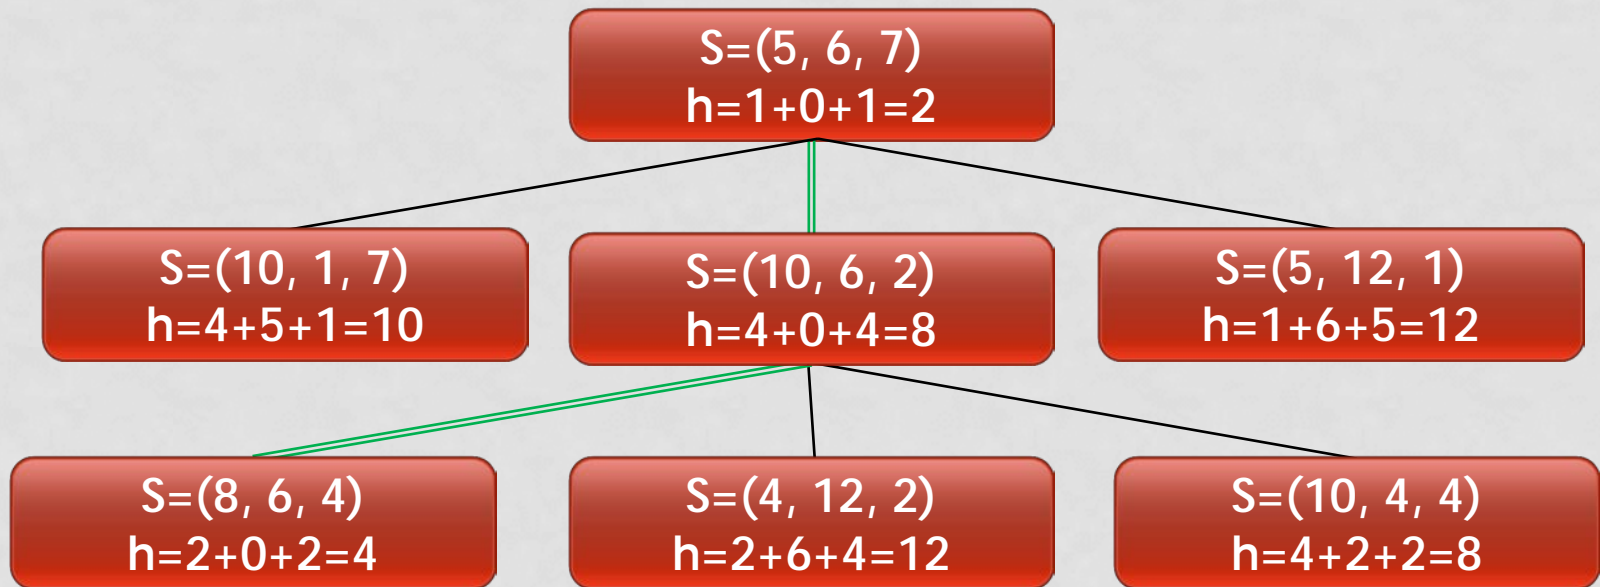 S=(5, 6, 7)
h=1+0+1=2
S=(10, 1, 7)
h=4+5+1=10
S=(10, 6, 2)
h=4+0+4=8
S=(5, 12, 1)
h=1+6+5=12
S=(8, 6, 4)
h=2+0+2=4
S=(4, 12, 2)
h=2+6+4=12
S=(10, 4, 4)
h=4+2+2=8